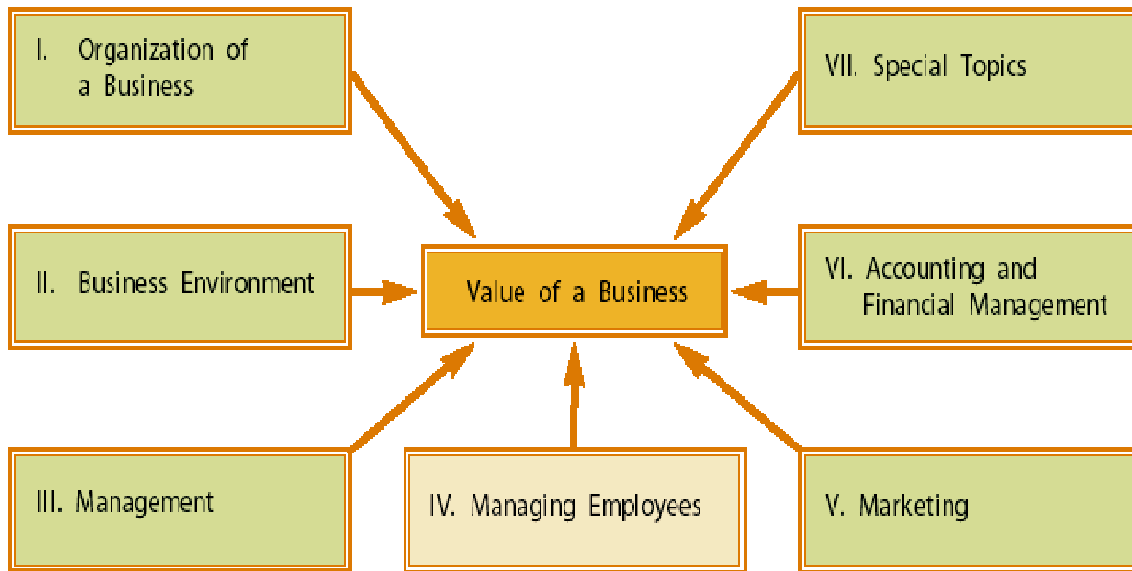 I. Organization of
a Business
VII. Special Topics
II. Business Environment
Value of a Business
VI. Accounting and
Financial Management
III. Management
IV. Managing Employees
V. Marketing